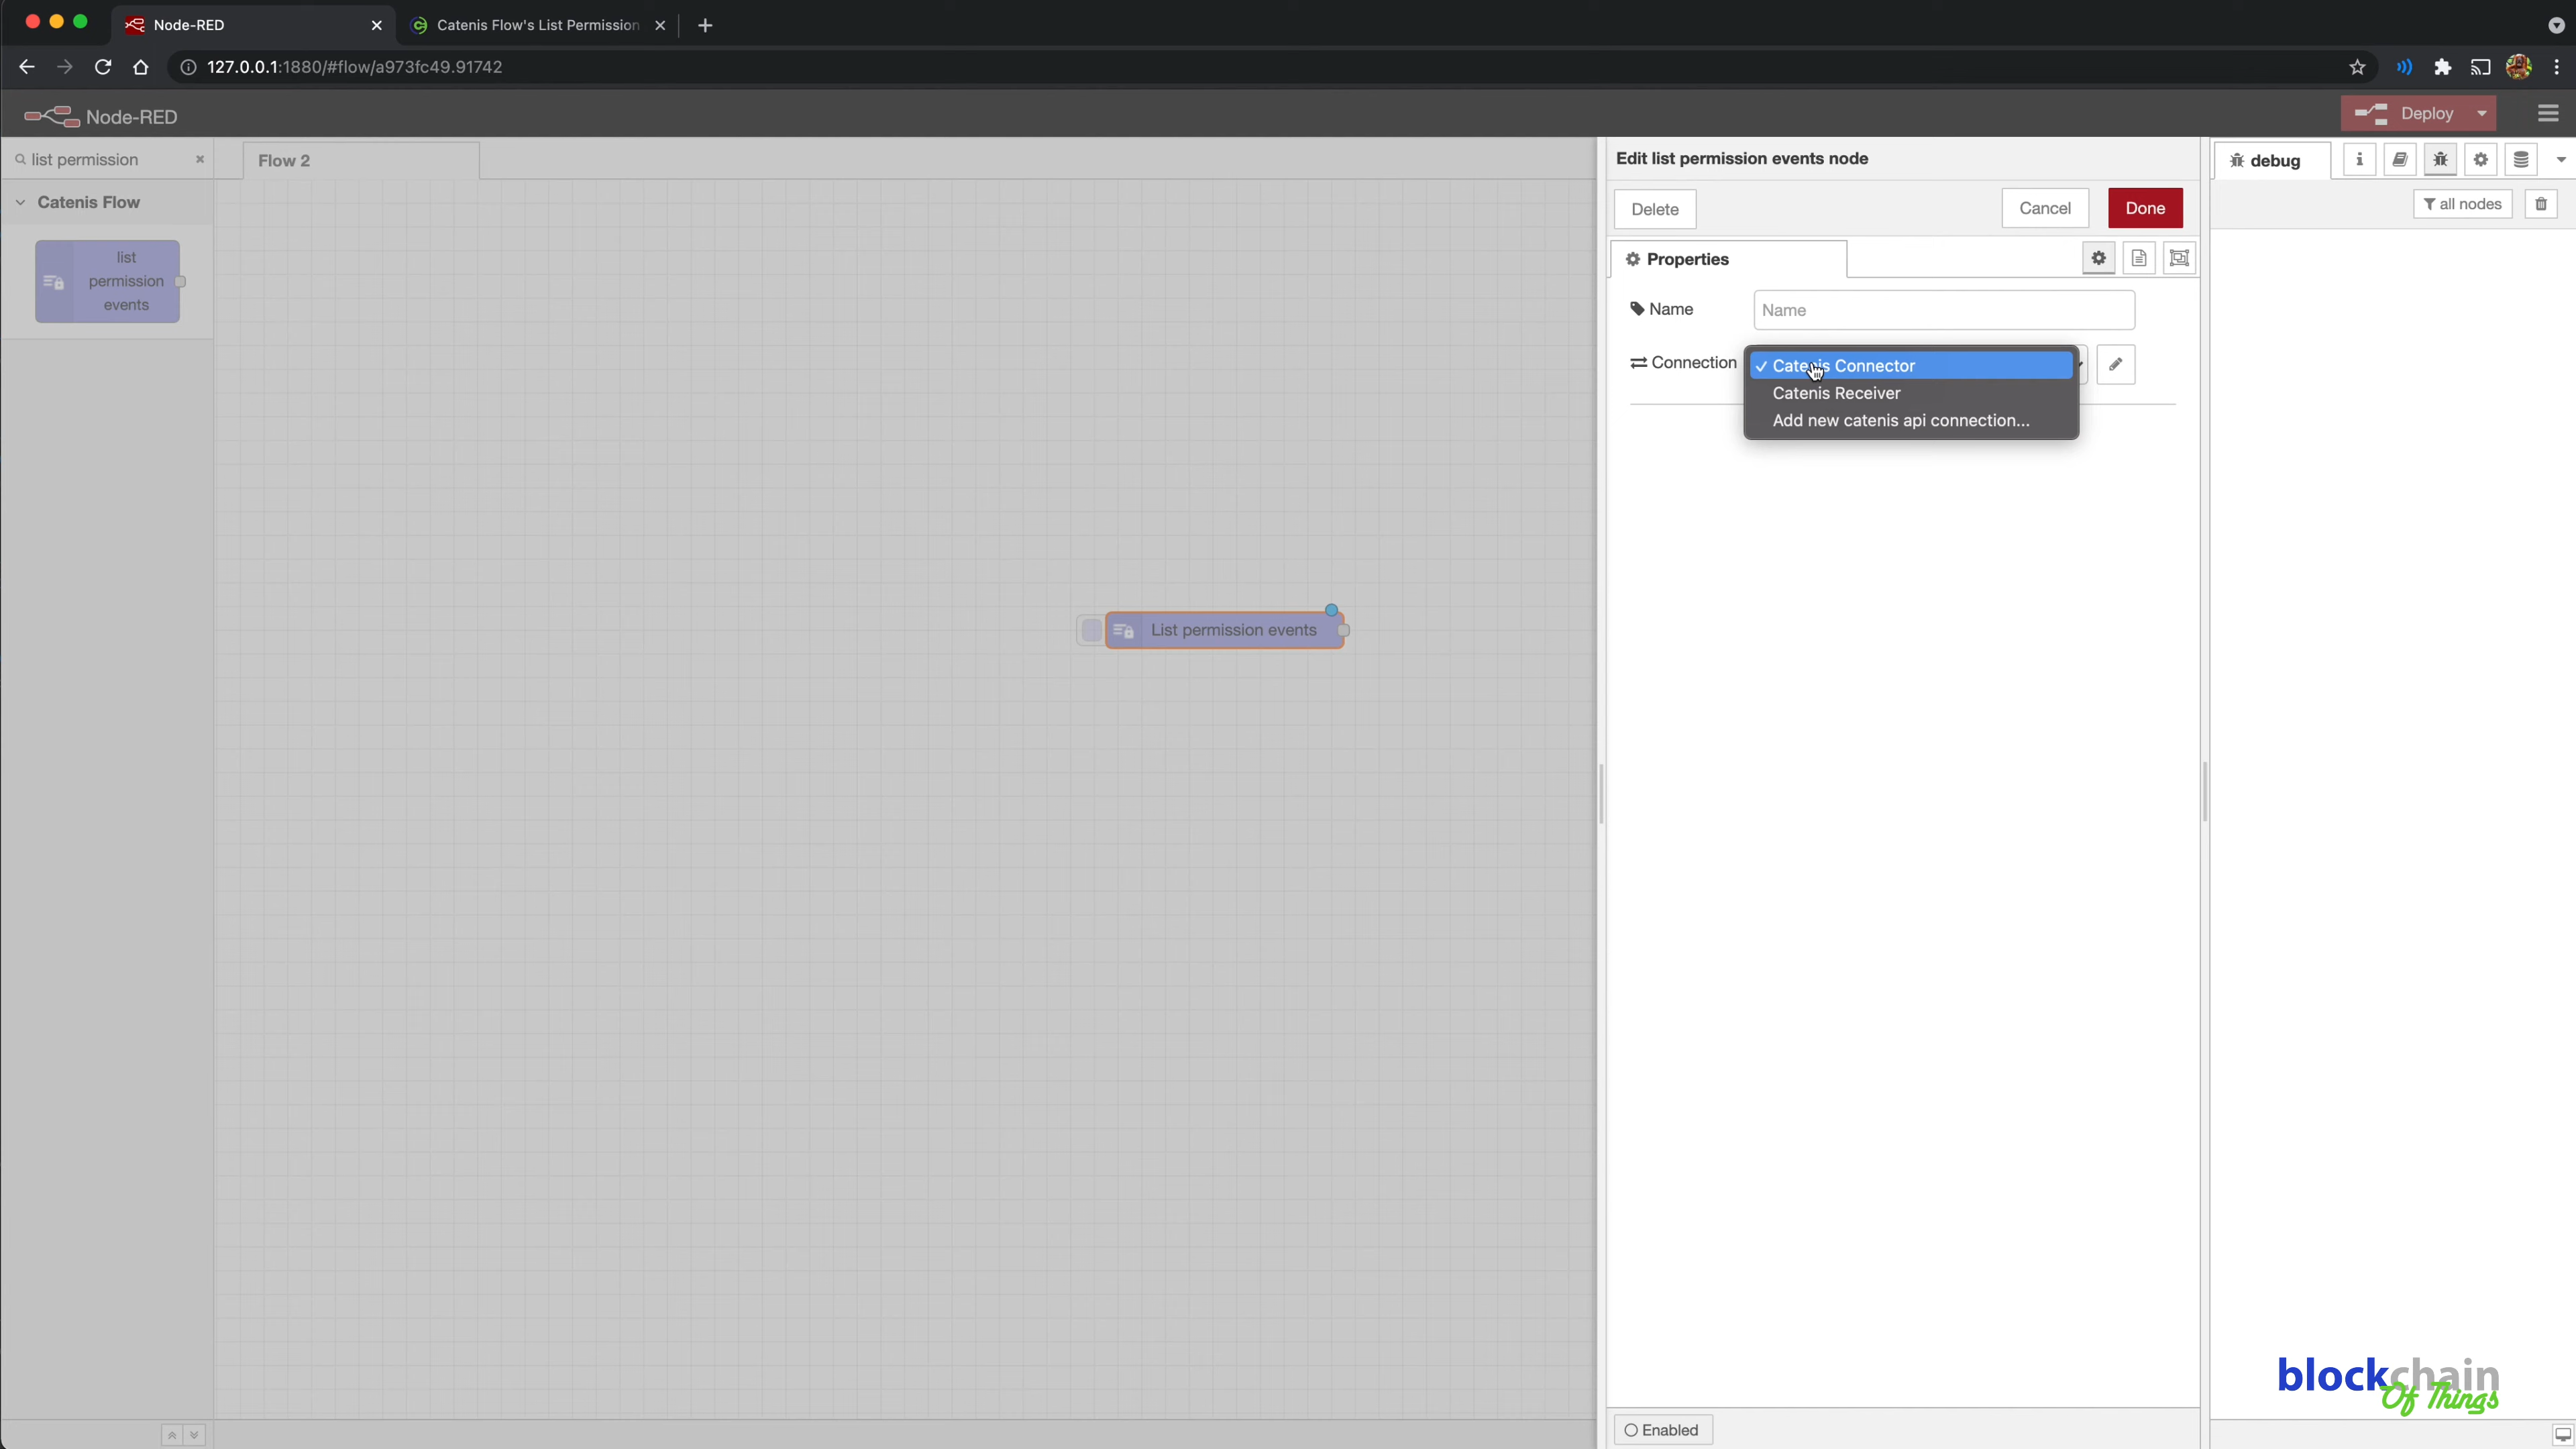 Node-RED
Catenis Flow's List Permission
127.0.0.1:1880/#flow/a973fc49.91742
Node-RED
Deploy
list permission
Flow 2
Edit list permission events node
debug
Catenis Flow
Delete
Cancel
Done
all nodes
list
permission
events
Properties
Name
Name
Connection
Catenis Connector
Catenis Receiver
Add new catenis api connection...
List permission events
blockchain
Of Things
Enabled